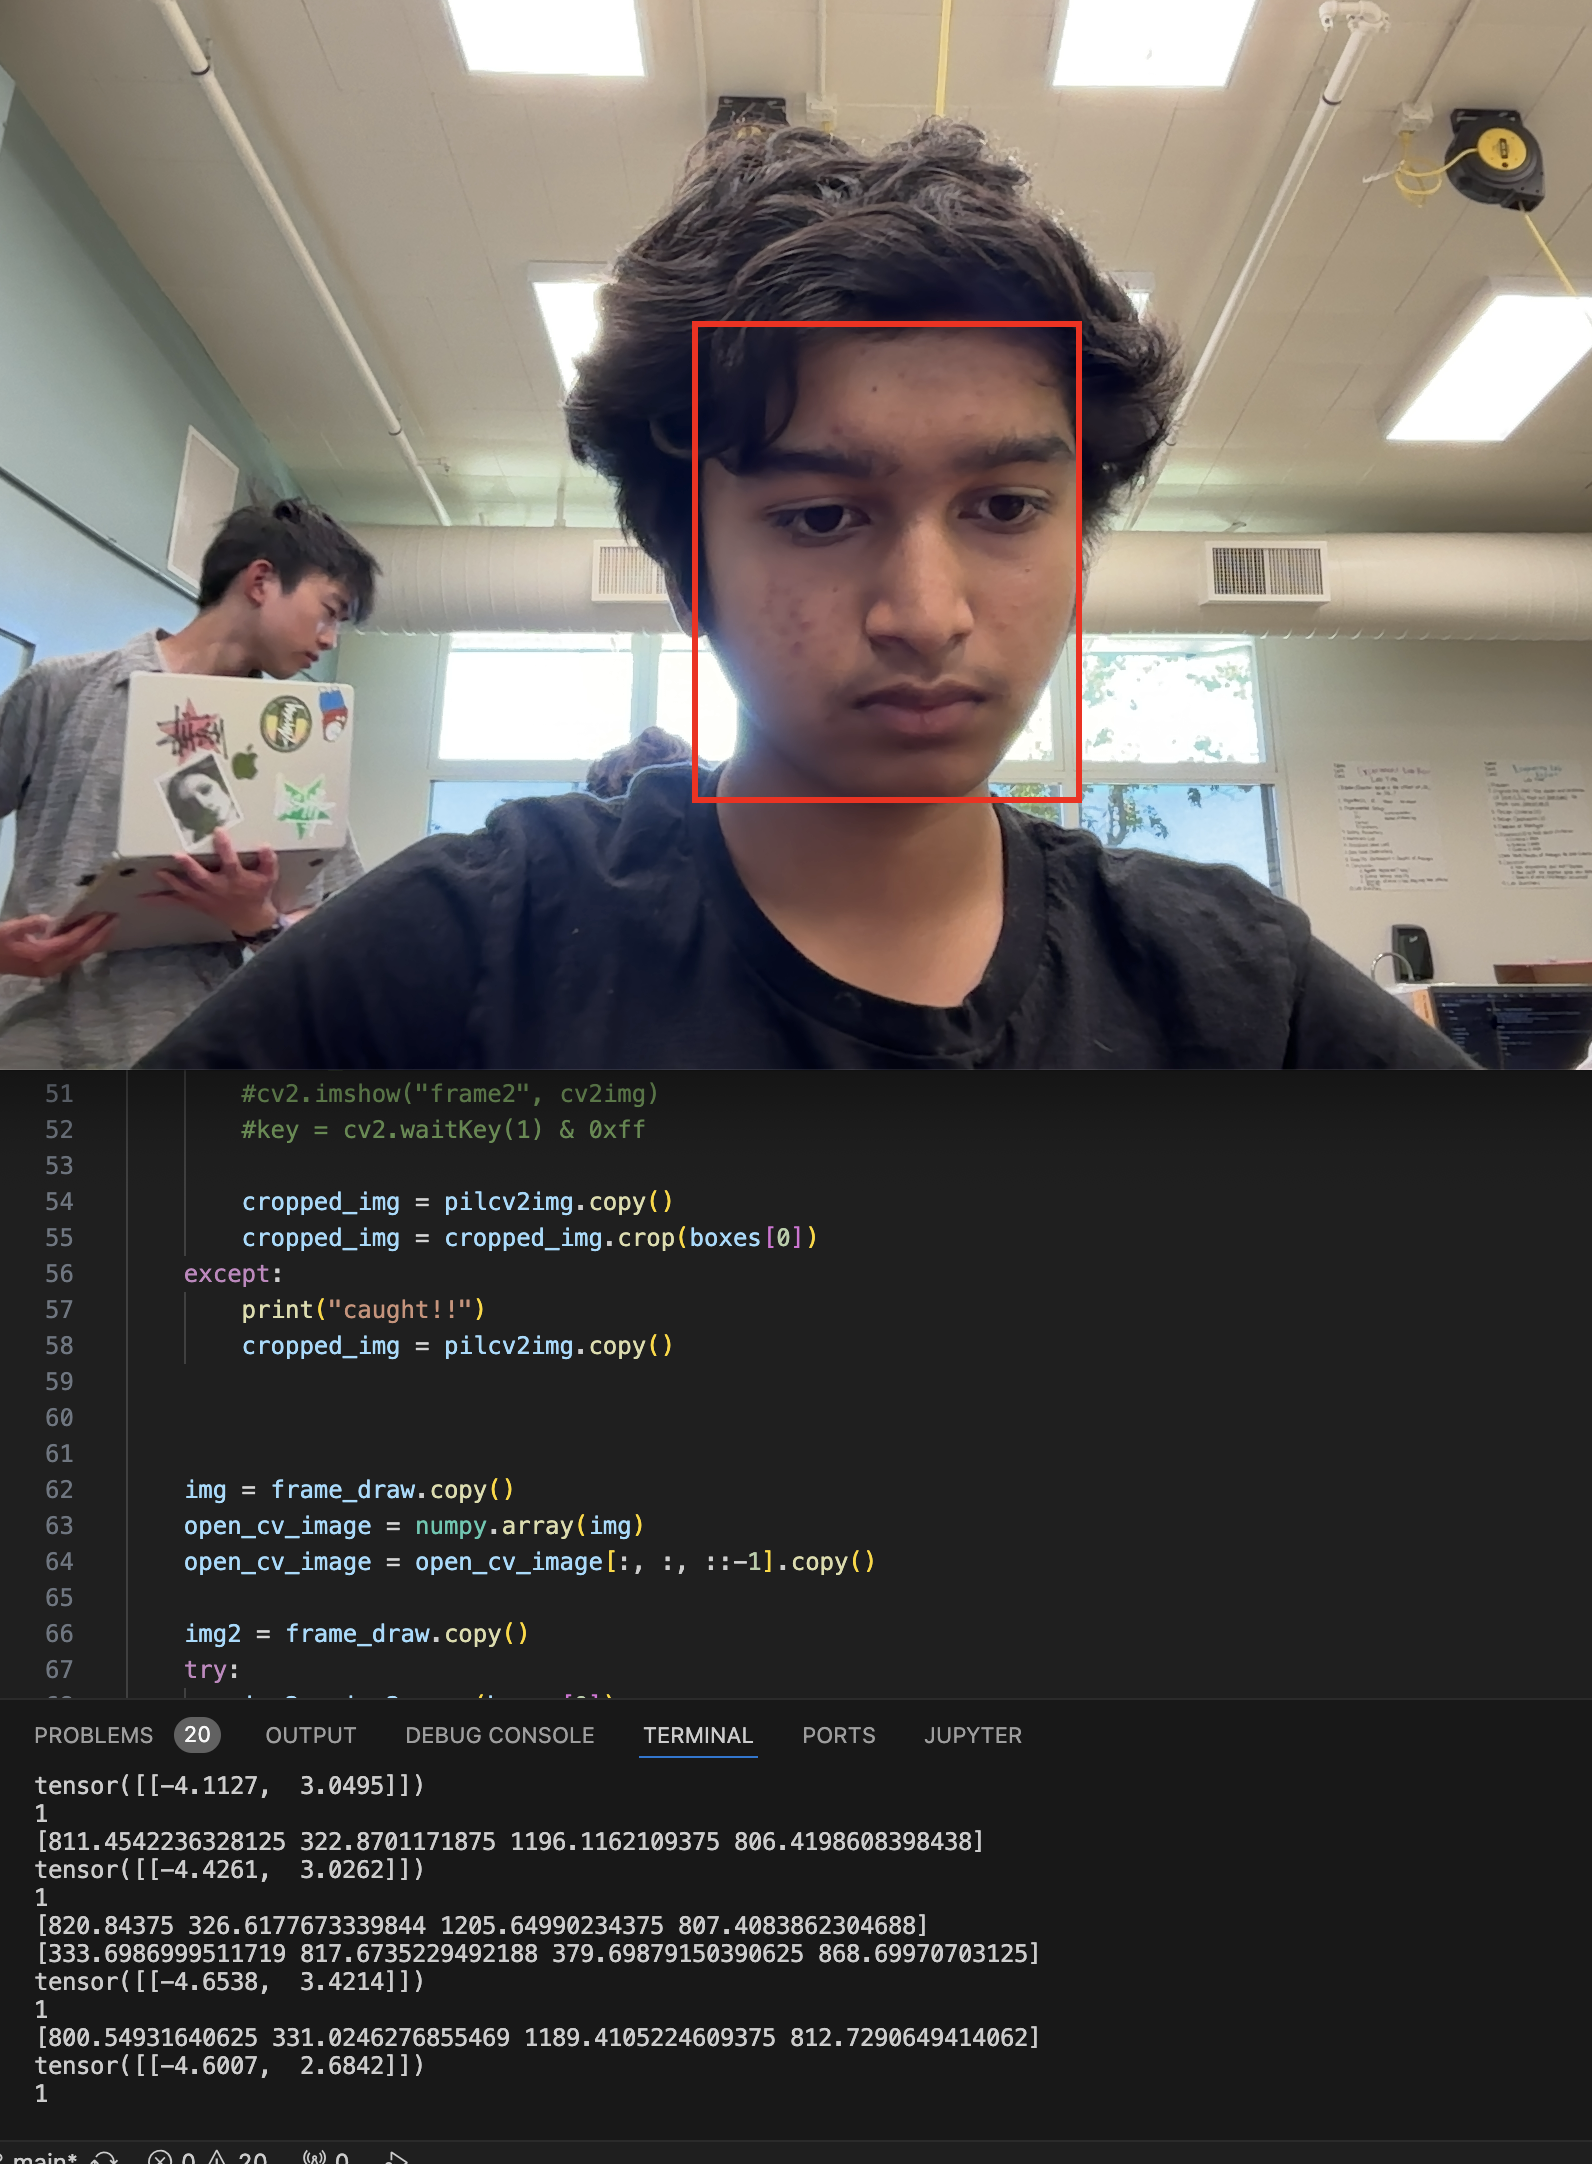 51 #cv2.imshow("frame2", cv2img)
52 #key = cv2.waitKey(1) & 0xff
53
54 cropped_img = pilcv2img.copy()
55 cropped_img = cropped_img.crop(boxes[0])
56 except:
57 print("caught!!")
58 cropped_img = pilcv2img.copy()
59
60
61
62 img = frame_draw.copy()
63 open_cv_image = numpy.array(img)
64 open_cv_image = open_cv_image[:, :, ::-1].copy()
65
66 img2 = frame_draw.copy()
67 try:
PROBLEMS 20 OUTPUT DEBUG CONSOLE TERMINAL PORTS JUPYTER
tensor([[-4.1127, 3.0495]])
1
[811.4542236328125 322.8701171875 1196.1162109375 806.4198608398438]
tensor([[-4.4261, 3.0262]])
1
[820.84375 326.6177673339844 1205.64990234375 807.4083862304688]
[333.6986999511719 817.6735229492188 379.69879150390625 868.69970703125]
tensor([[-4.6538, 3.4214]])
1
[800.54931640625 331.0246276855469 1189.4105224609375 812.7290649414062]
tensor([[-4.6007, 2.6842]])
1
main* 0 20 0